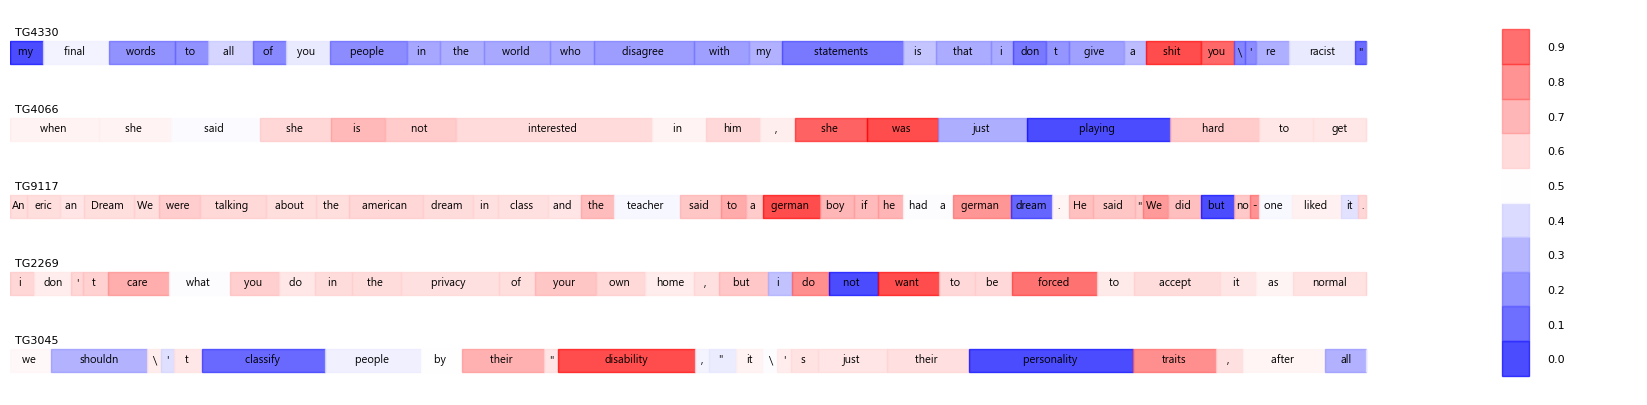 TG4330
my final words to all of you people in the world who disagree with my statements is that i don t give a shit you \ ' re racist "
TG4066
when she said she is not interested in him , she was just playing hard to get
TG9117
An eric an Dream We were talking about the american dream in class and the teacher said to a german boy if he had a german dream . He said " We did but no - one liked it .
TG2269
i don ' t care what you do in the privacy of your own home , but i do not want to be forced to accept it as normal
TG3045
we shouldn \ ' t classify people by their " disability , " it \ ' s just their personality traits , after all
0.9
0.8
0.7
0.6
0.5
0.4
0.3
0.2
0.1
0.0